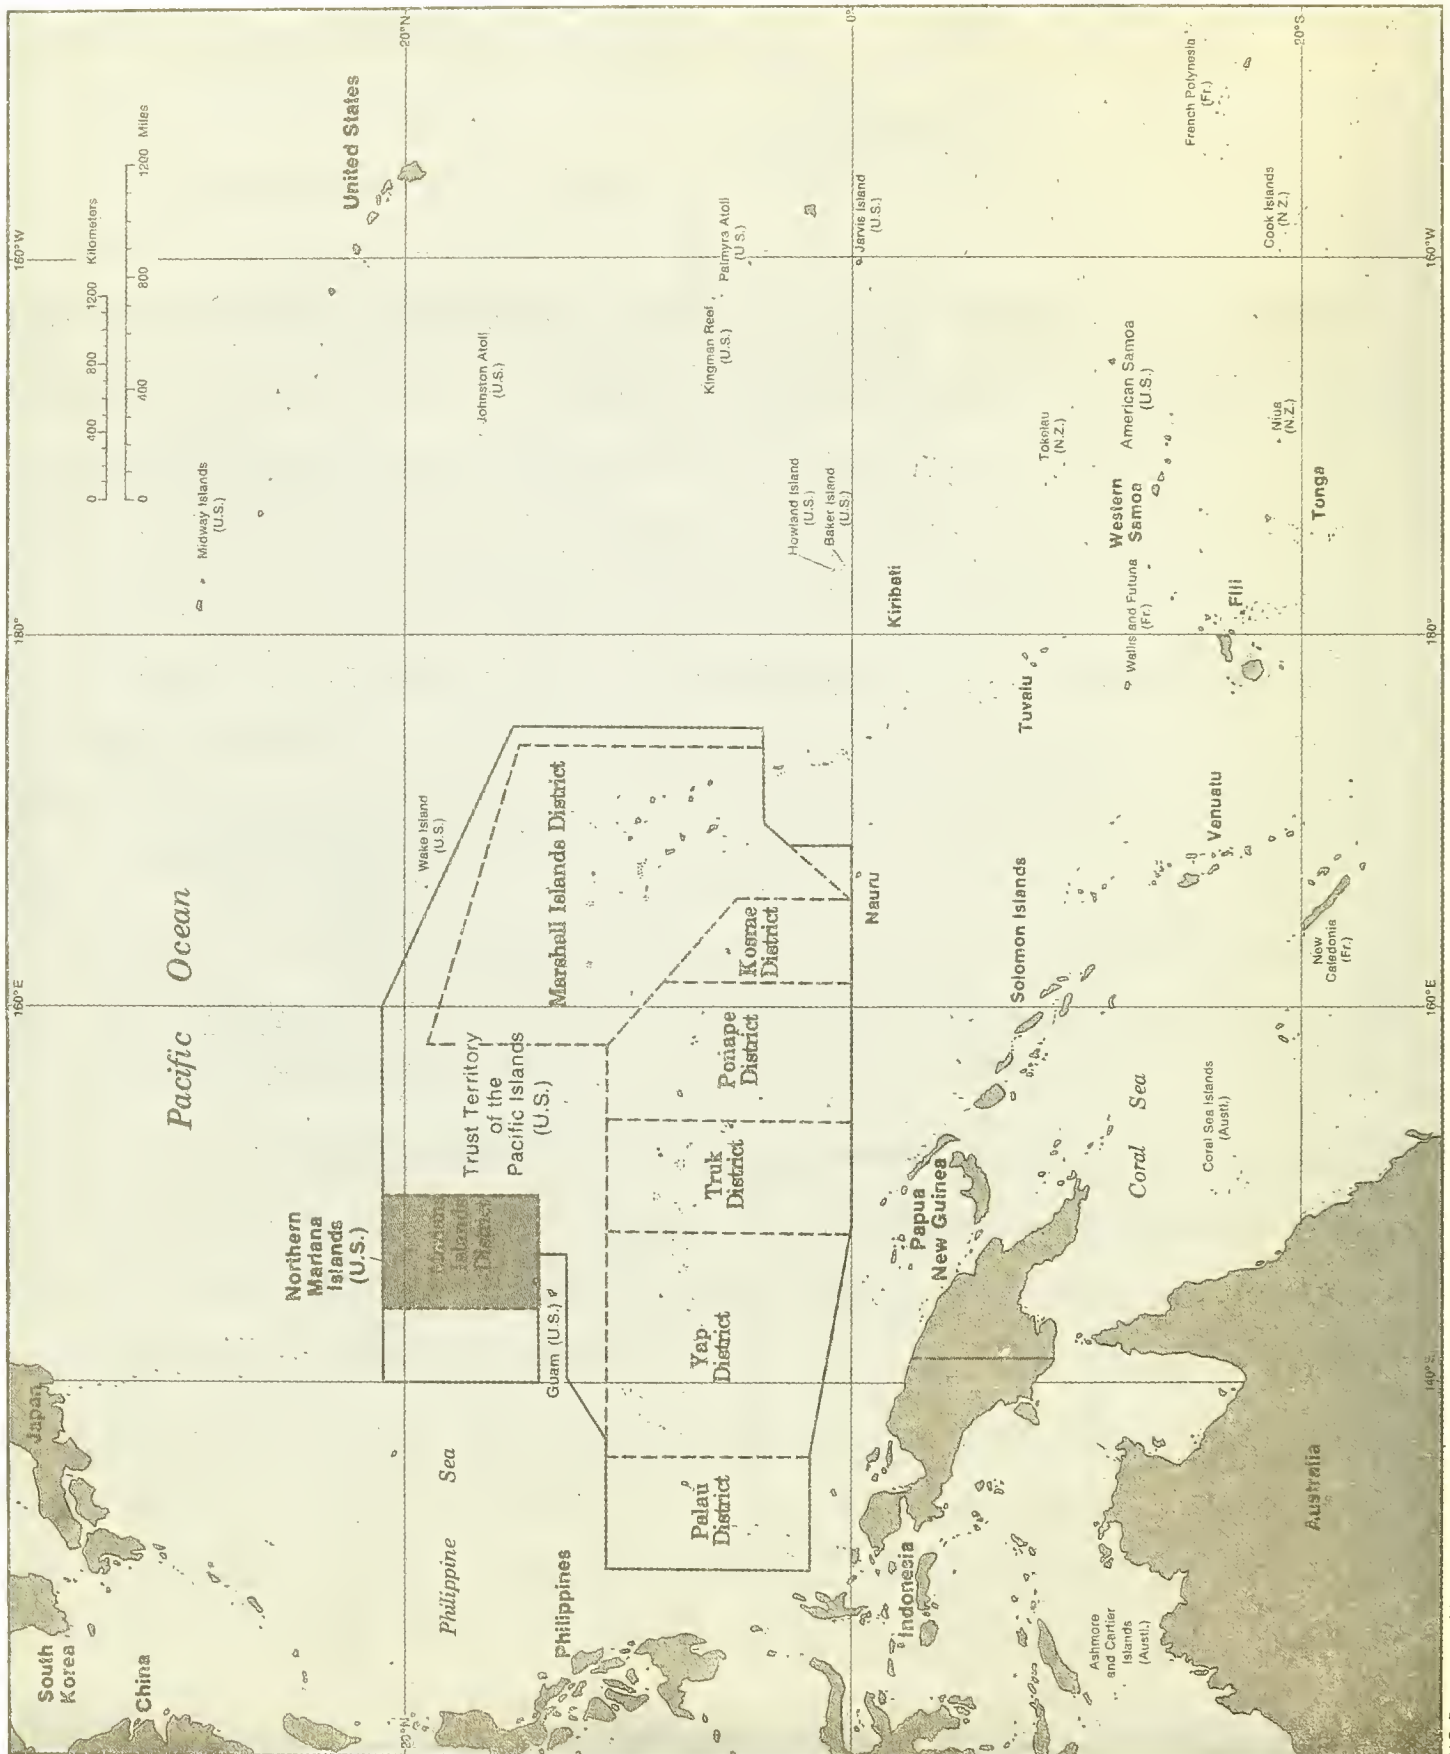 South
Korea
China
Japan
160°E
180°
160°W
Pacific Ocean
Midway Islands
(U.S.)
0 400 800 1200 Kilometers
0 400 800 1200 Miles
Northern
Mariana
Islands
(U.S.)
United States
20°N
20°N
Philippine Sea
Mariana
Islands
District
Wake Island
(U.S.)
Trust Territory
of the
Pacific Islands
(U.S.)
Johnston Atoll
(U.S.)
Philippines
Guam (U.S.)
Marshall Islands District
Palau
District
Yap
District
Truk
District
Ponape
District
Kosrae
District
Kingman Reef
(U.S.)
Palmyra Atoll
(U.S.)
Howland Island
(U.S.)
Baker Island
(U.S.)
0°
Jarvis Island
(U.S.)
Nauru
Kiribati
Indonesia
Papua
New Guinea
Solomon Islands
Tuvalu
Tokelau
(N.Z.)
Ashmore
and Cartier
Islands
(Austl.)
Coral Sea
Wallis and Futuna
(Fr.)
Western
Samoa
American Samoa
(U.S.)
French Polynesia
(Fr.)
Coral Sea Islands
(Austl.)
Vanuatu
Fiji
Niue
(N.Z.)
Cook Islands
(N.Z.)
Australia
New
Caledonia
(Fr.)
Tonga
20°S
140°E
160°E
180°
160°W